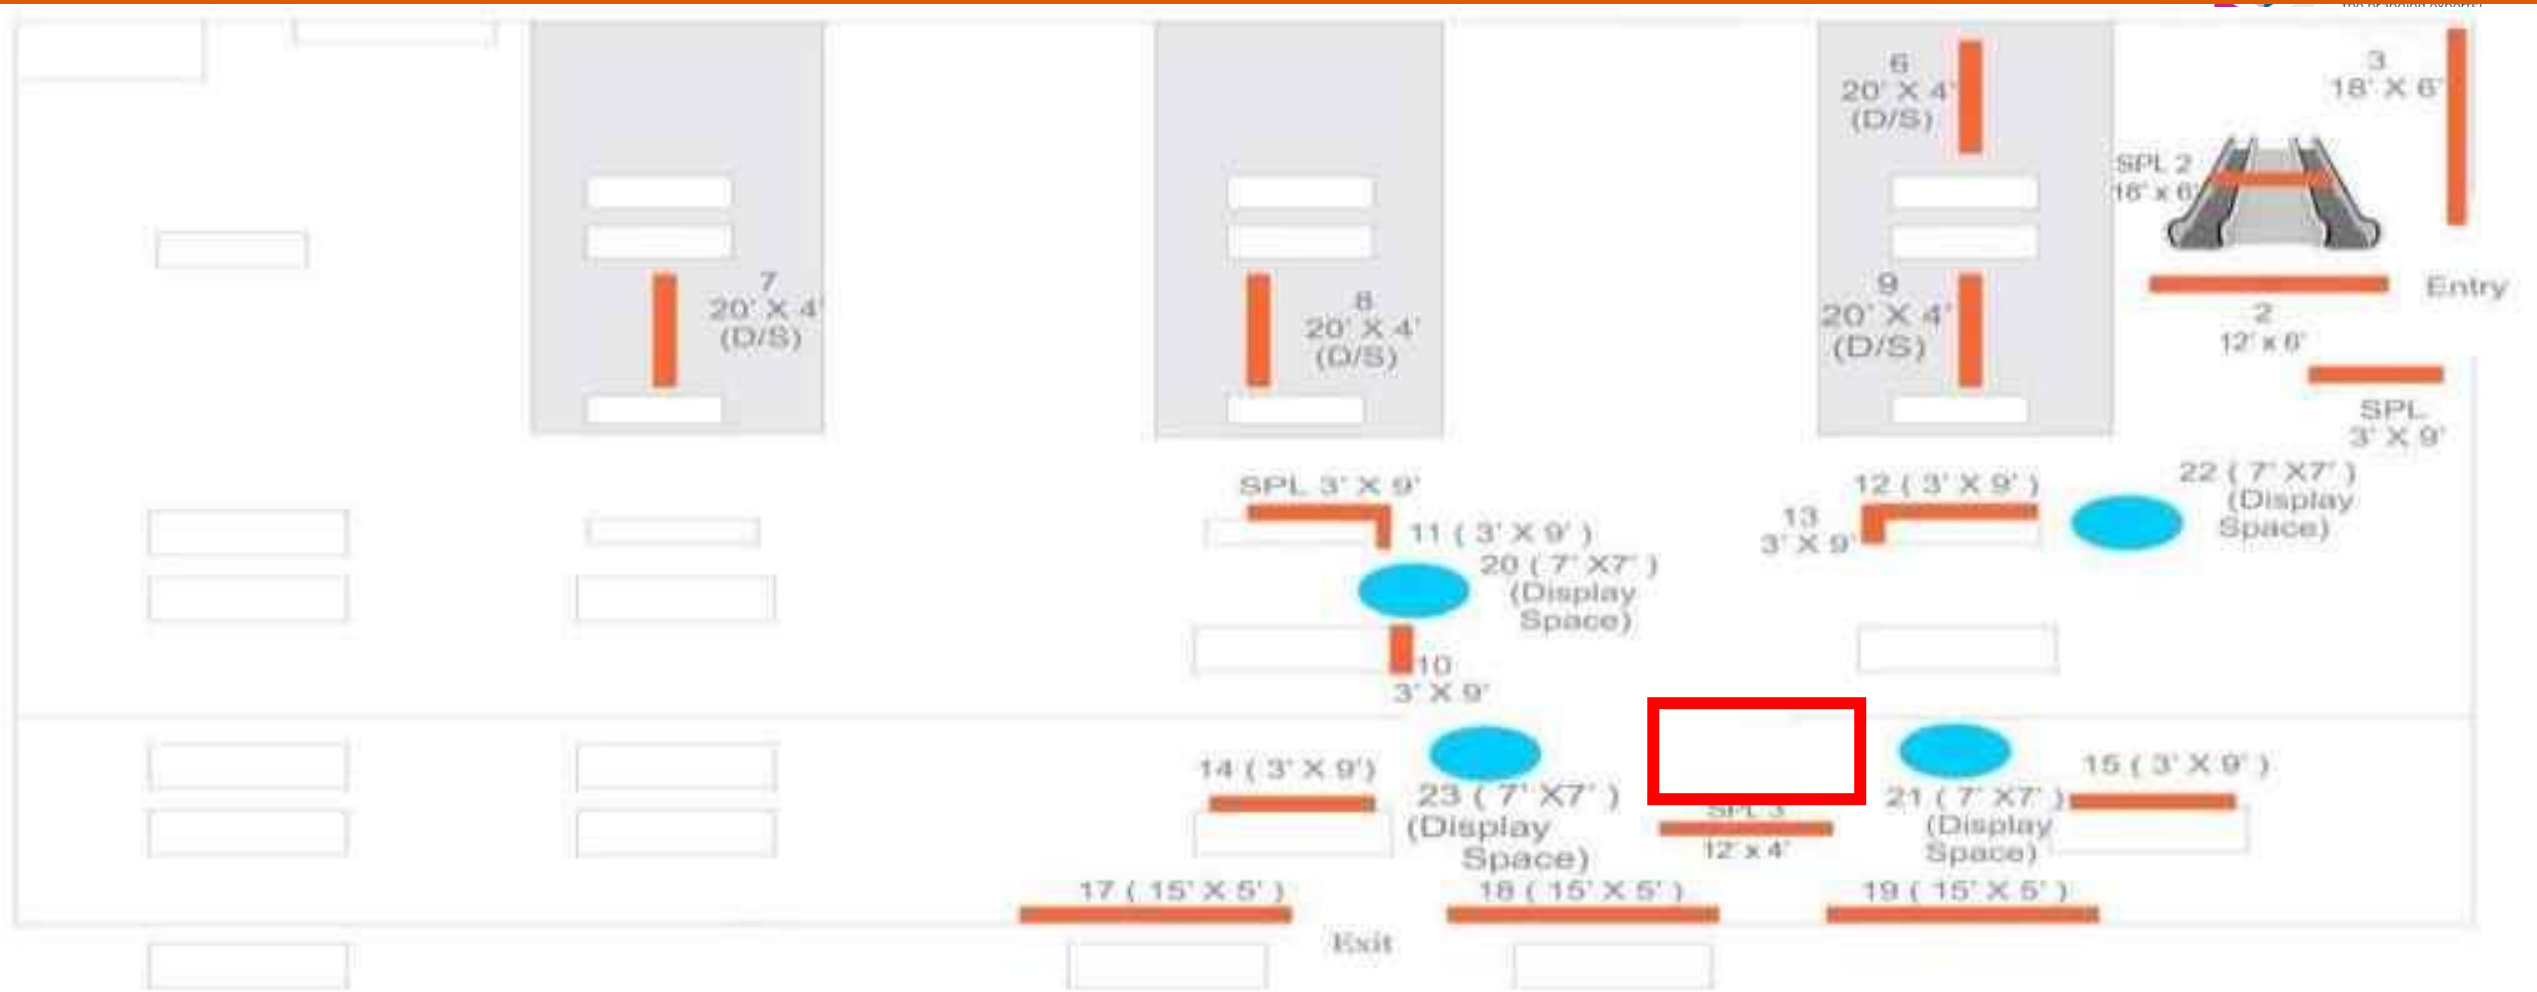 the branding experts!
6
20' X 4'
(D/S)
3
18' X 6'
SPL 2
18' x 6'
7
20' X 4'
(D/S)
8
20' X 4'
(D/S)
9
20' X 4'
(D/S)
Entry
2
12' x 6'
SPL
3' X 9'
SPL 3' X 9'
11 ( 3' X 9' )
12 ( 3' X 9' )
13
3' X 9'
22 ( 7' X7' )
(Display
Space)
20 ( 7' X7' )
(Display
Space)
10
3' X 9'
14 ( 3' X 9')
23 ( 7' X7' )
(Display
Space)
SPL 3
12' x 4'
21 ( 7' X7' )
(Display
Space)
15 ( 3' X 9' )
17 ( 15' X 5' )
18 ( 15' X 5' )
19 ( 15' X 5' )
Exit